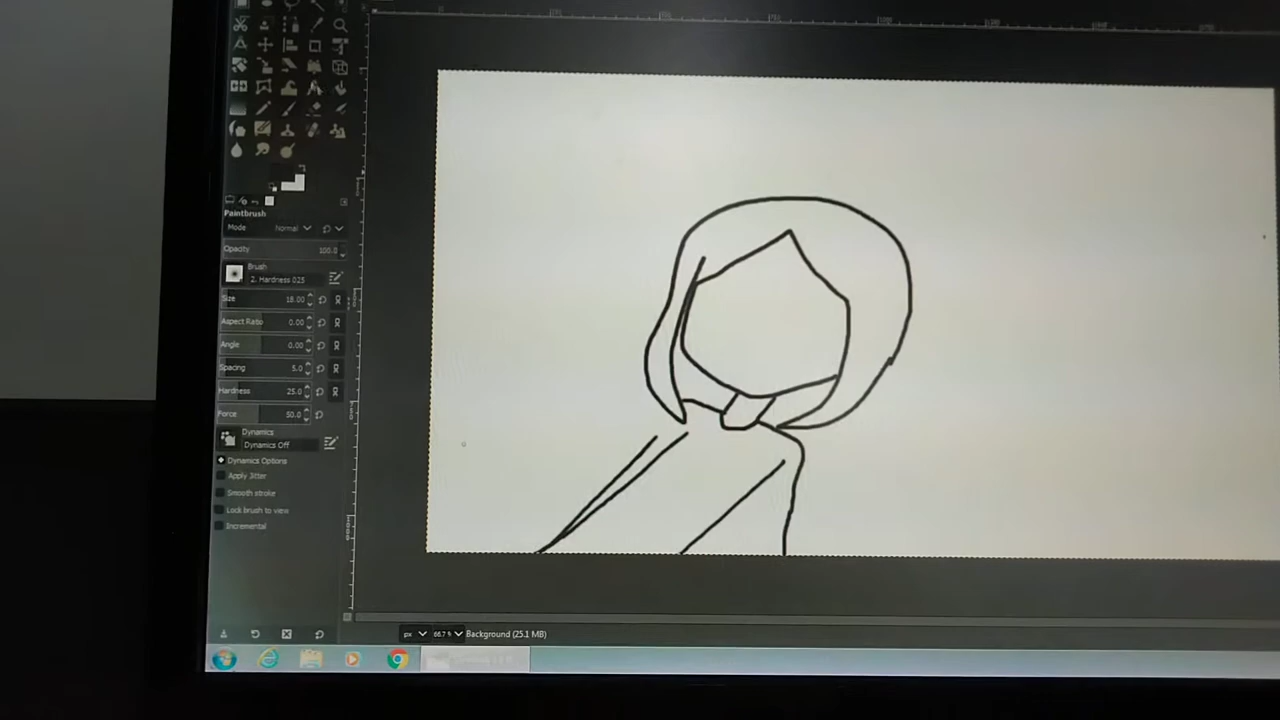 Paintbrush
Mode Normal
Opacity 100.0
Brush
2. Hardness 025
Size 18.00
Aspect Ratio 0.00
Angle 0.00
Spacing 5.0
Hardness 25.0
Force 50.0
Dynamics
Dynamics Off
Dynamics Options
Apply Jitter
Smooth stroke
Lock brush to view
Incremental
px 66.7 % Background (25.1 MB)